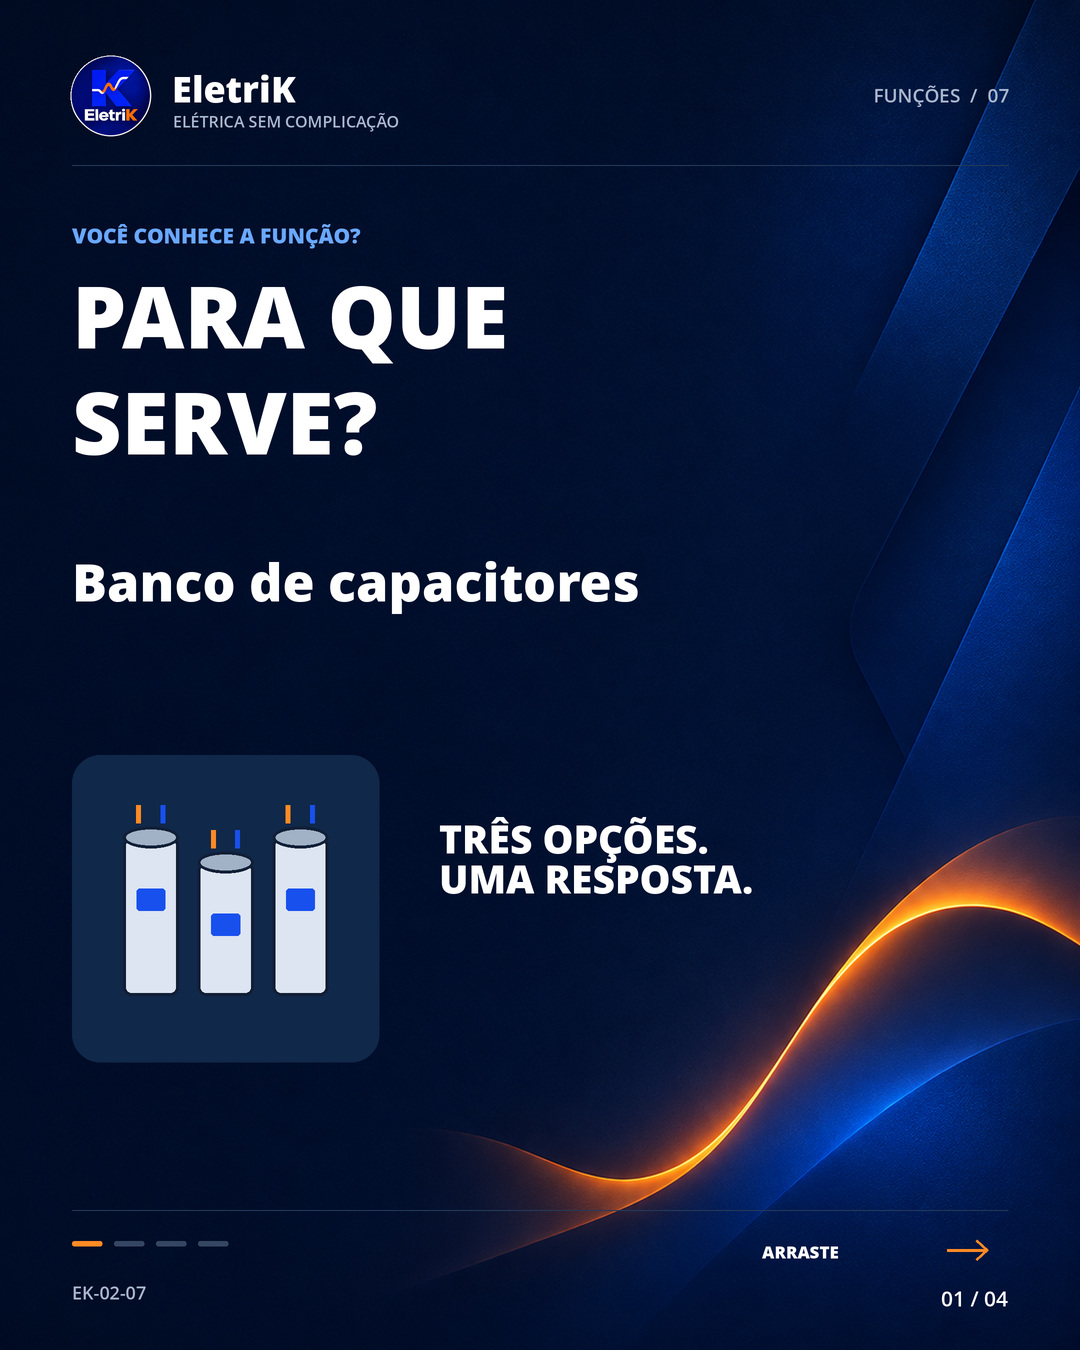 EletriK
EletriK
ELÉTRICA SEM COMPLICAÇÃO
FUNÇÕES / 07
VOCÊ CONHECE A FUNÇÃO?
PARA QUE
SERVE?
Banco de capacitores
TRÊS OPÇÕES.
UMA RESPOSTA.
ARRASTE
EK-02-07
01 / 04